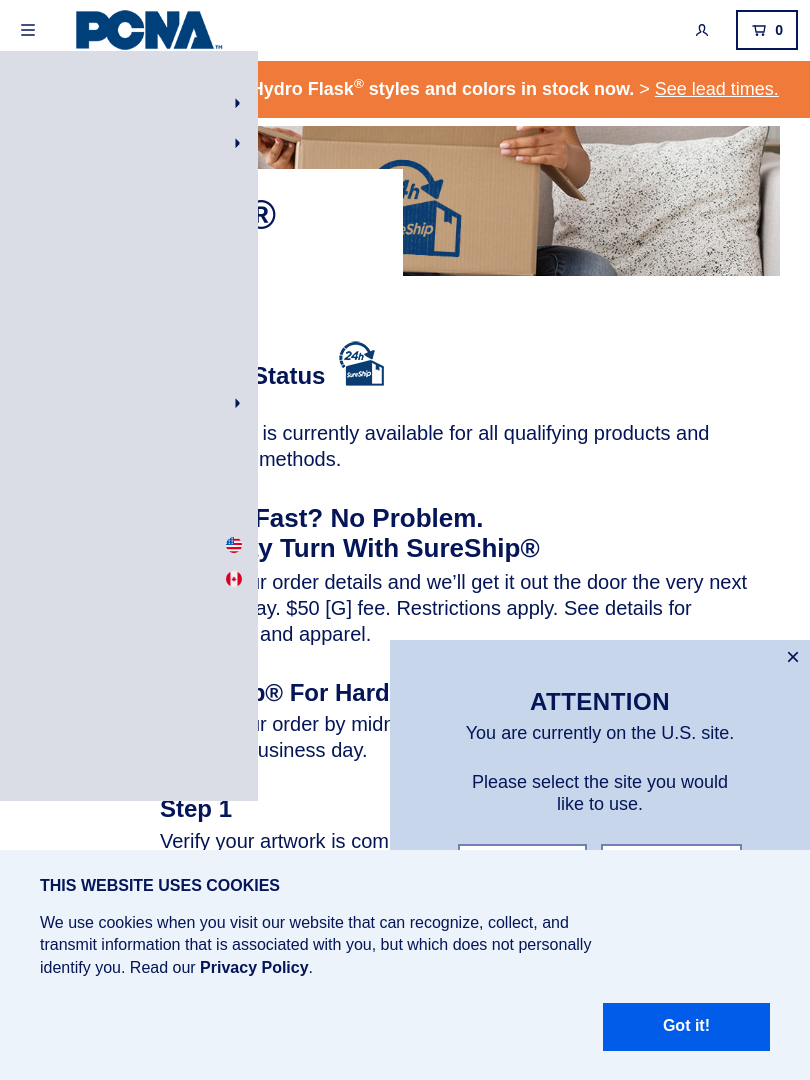 PCNA™
0
Hydro Flask® styles and colors in stock now. > See lead times.
®
Status
24h
SureShip
is currently available for all qualifying products and
methods.
Fast? No Problem.
Turn With SureShip®
order details and we’ll get it out the door the very next
$50 [G] fee. Restrictions apply. See details for
and apparel.
® For Hard
order by
business day.
ATTENTION
You are currently on the U.S. site.
Please select the site you would
like to use.
Step 1
Verify your artwork is com
THIS WEBSITE USES COOKIES
We use cookies when you visit our website that can recognize, collect, and
transmit information that is associated with you, but which does not personally
identify you. Read our Privacy Policy.
Got it!